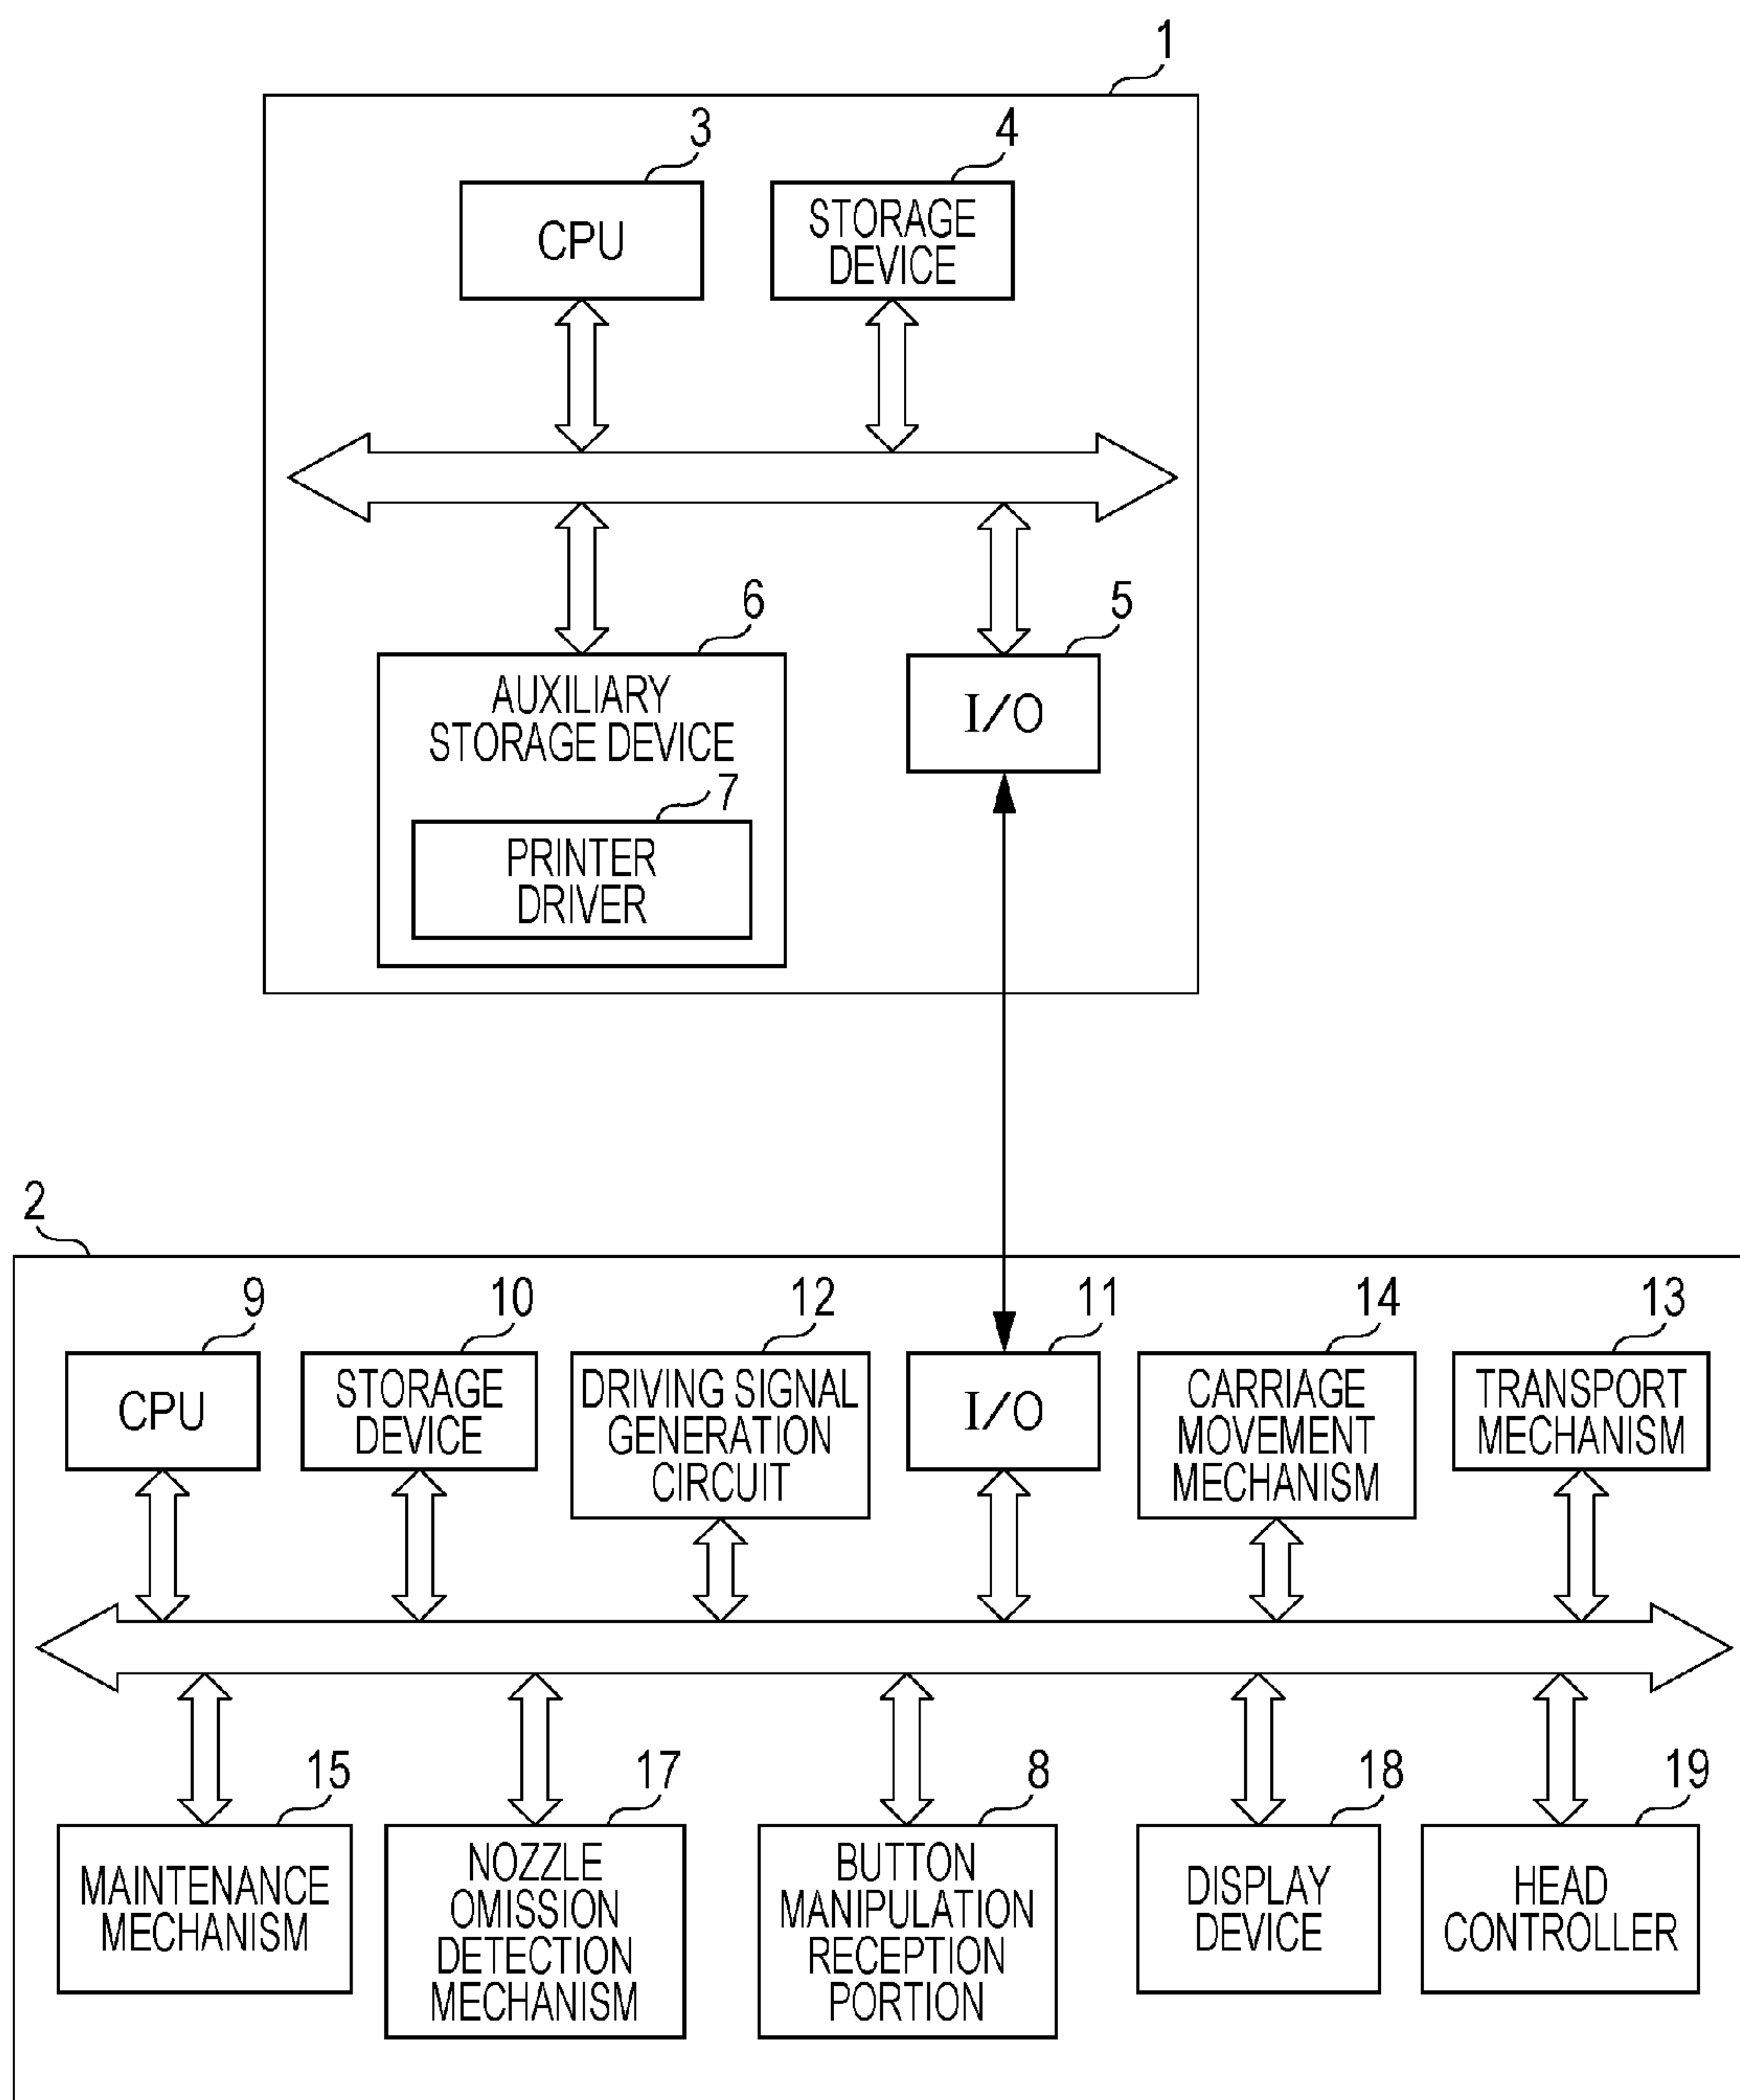 1
3
4
CPU
STORAGE
DEVICE
6
5
AUXILIARY
STORAGE DEVICE
I/O
7
PRINTER
DRIVER
2
9
10
12
11
14
13
CPU
STORAGE
DEVICE
DRIVING SIGNAL
GENERATION
CIRCUIT
I/O
CARRIAGE
MOVEMENT
MECHANISM
TRANSPORT
MECHANISM
15
17
8
18
19
MAINTENANCE
MECHANISM
NOZZLE
OMISSION
DETECTION
MECHANISM
BUTTON
MANIPULATION
RECEPTION
PORTION
DISPLAY
DEVICE
HEAD
CONTROLLER